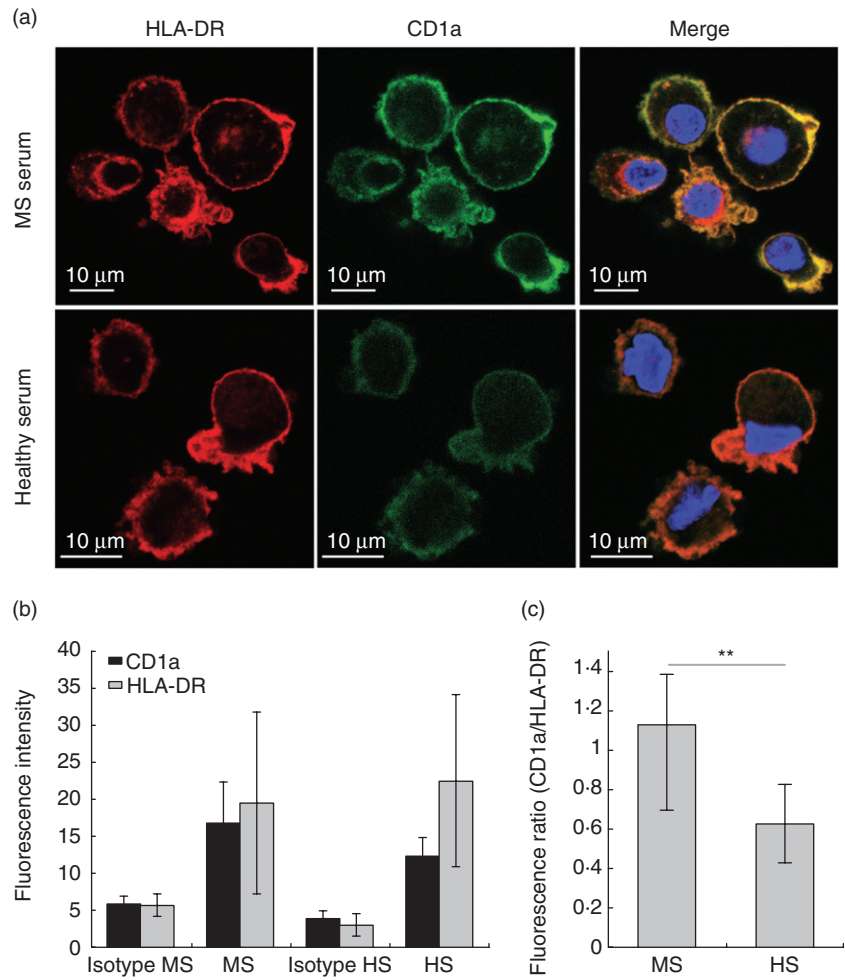 (a)
HLA-DR
CD1a
Merge
MS serum
10 µm
10 µm
10 µm
Healthy serum
10 µm
10 µm
10 µm
(b)
Fluorescence intensity
40
35
30
25
20
15
10
5
0
CD1a
HLA-DR
Isotype MS
MS
Isotype HS
HS
(c)
Fluorescence ratio (CD1a/HLA-DR)
1·4
1·2
1
0·8
0·6
0·4
0·2
0
**
MS
HS